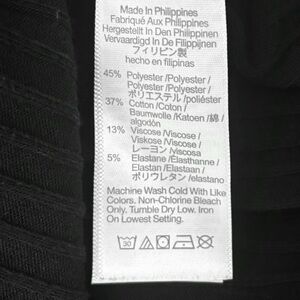 Made In Philippines
Fabriqué Aux Philippines
Hergestellt In Den Philippinen
Vervaardigd In De Filippijnen
フィリピン製
hecho en filipinas
45% Polyester /Polyester /
Polyester /Polyester /
ポリエステル /poliéster
37% Cotton /Coton /
Baumwolle /Katoen /綿 /
algodón
13% Viscose /Viscose /
Viskose /Viscose /
レーヨン /viscosa
5% Elastane /Elasthanne /
Elastan /Elastaan /
ポリウレタン /elastano
Machine Wash Cold With Like
Colors. Non-Chlorine Bleach
Only. Tumble Dry Low. Iron
On Lowest Setting.